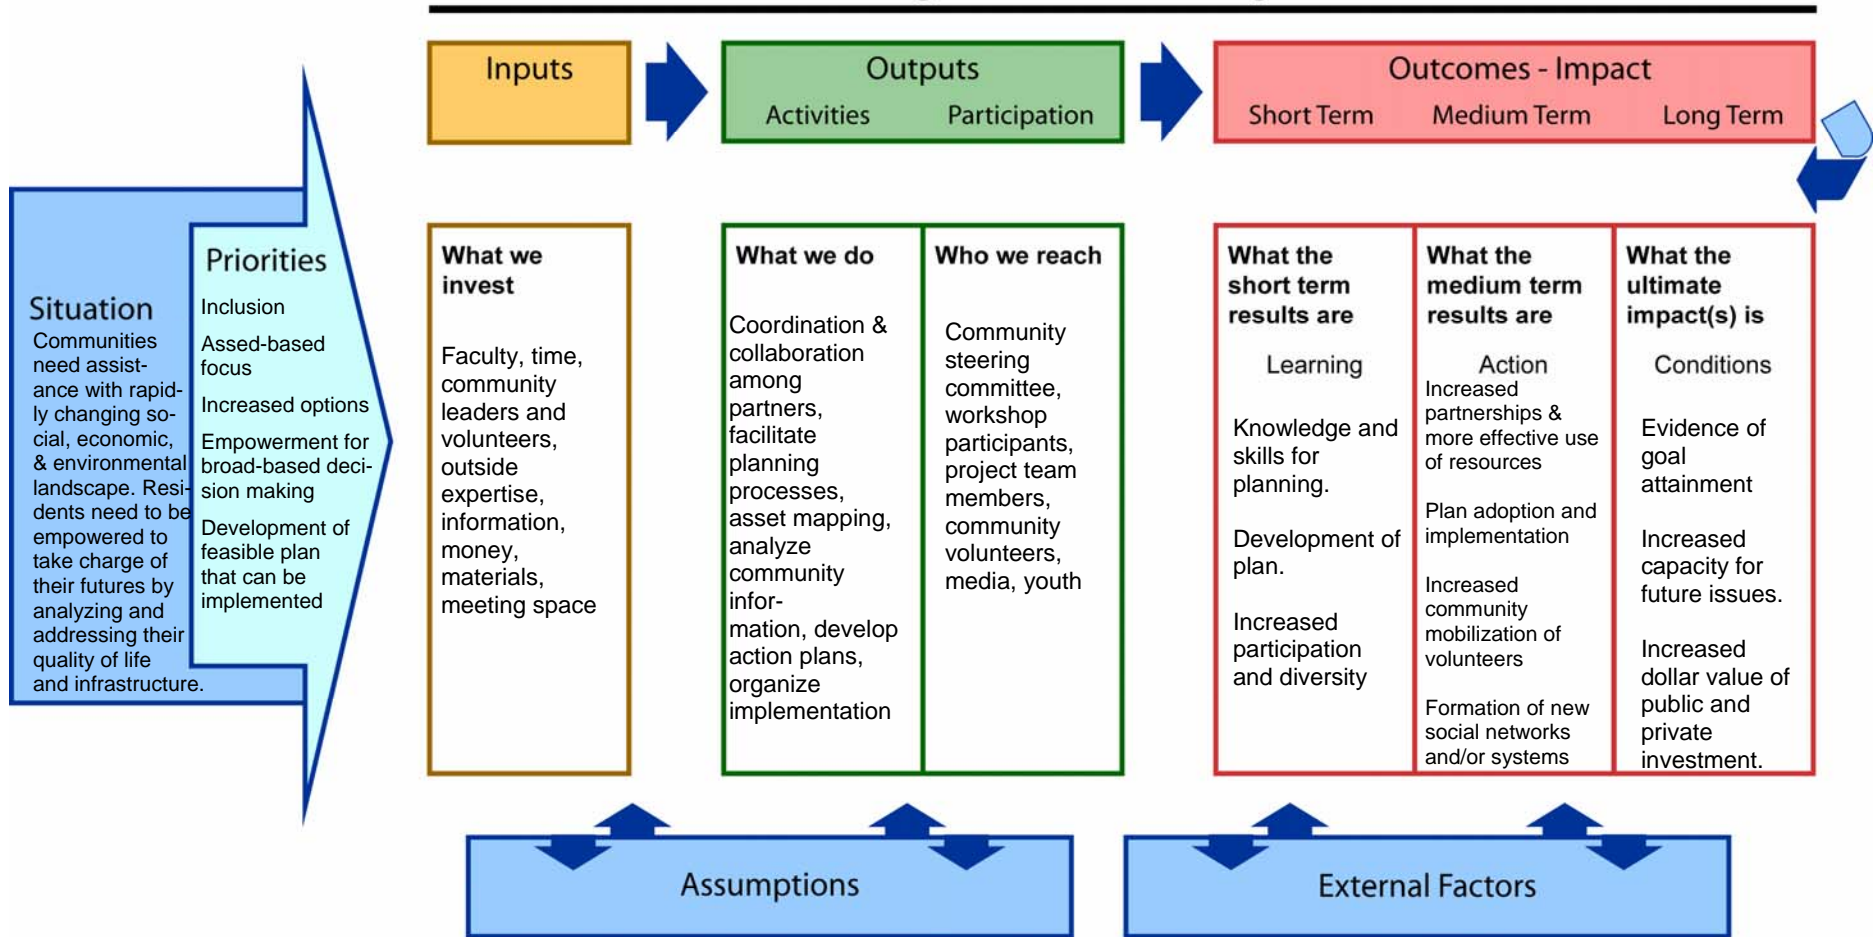 Inputs
Outputs
Activities
Participation
Outcomes - Impact
Short Term
Medium Term
Long Term
Situation
Communities
need assist-
ance with rapid-
ly changing so-
cial, economic,
& environmental
landscape. Resi-
dents need to be
empowered to
take charge of
their futures by
analyzing and
addressing their
quality of life
and infrastructure.
Priorities
Inclusion
Assed-based
focus
Increased options
Empowerment for
broad-based deci-
sion making
Development of
feasible plan
that can be
implemented
What we
invest
Faculty, time,
community
leaders and
volunteers,
outside
expertise,
information,
money,
materials,
meeting space
What we do
Coordination &
collaboration
among
partners,
facilitate
planning
processes,
asset mapping,
analyze
community
infor-
mation, develop
action plans,
organize
implementation
Who we reach
Community
steering
committee,
workshop
participants,
project team
members,
community
volunteers,
media, youth
What the
short term
results are
Learning
Knowledge and
skills for
planning.
Development of
plan.
Increased
participation
and diversity
What the
medium term
results are
Action
Increased
partnerships &
more effective use
of resources
Plan adoption and
implementation
Increased
community
mobilization of
volunteers
Formation of new
social networks
and/or systems
What the
ultimate
impact(s) is
Conditions
Evidence of
goal
attainment
Increased
capacity for
future issues.
Increased
dollar value of
public and
private
investment.
Assumptions
External Factors